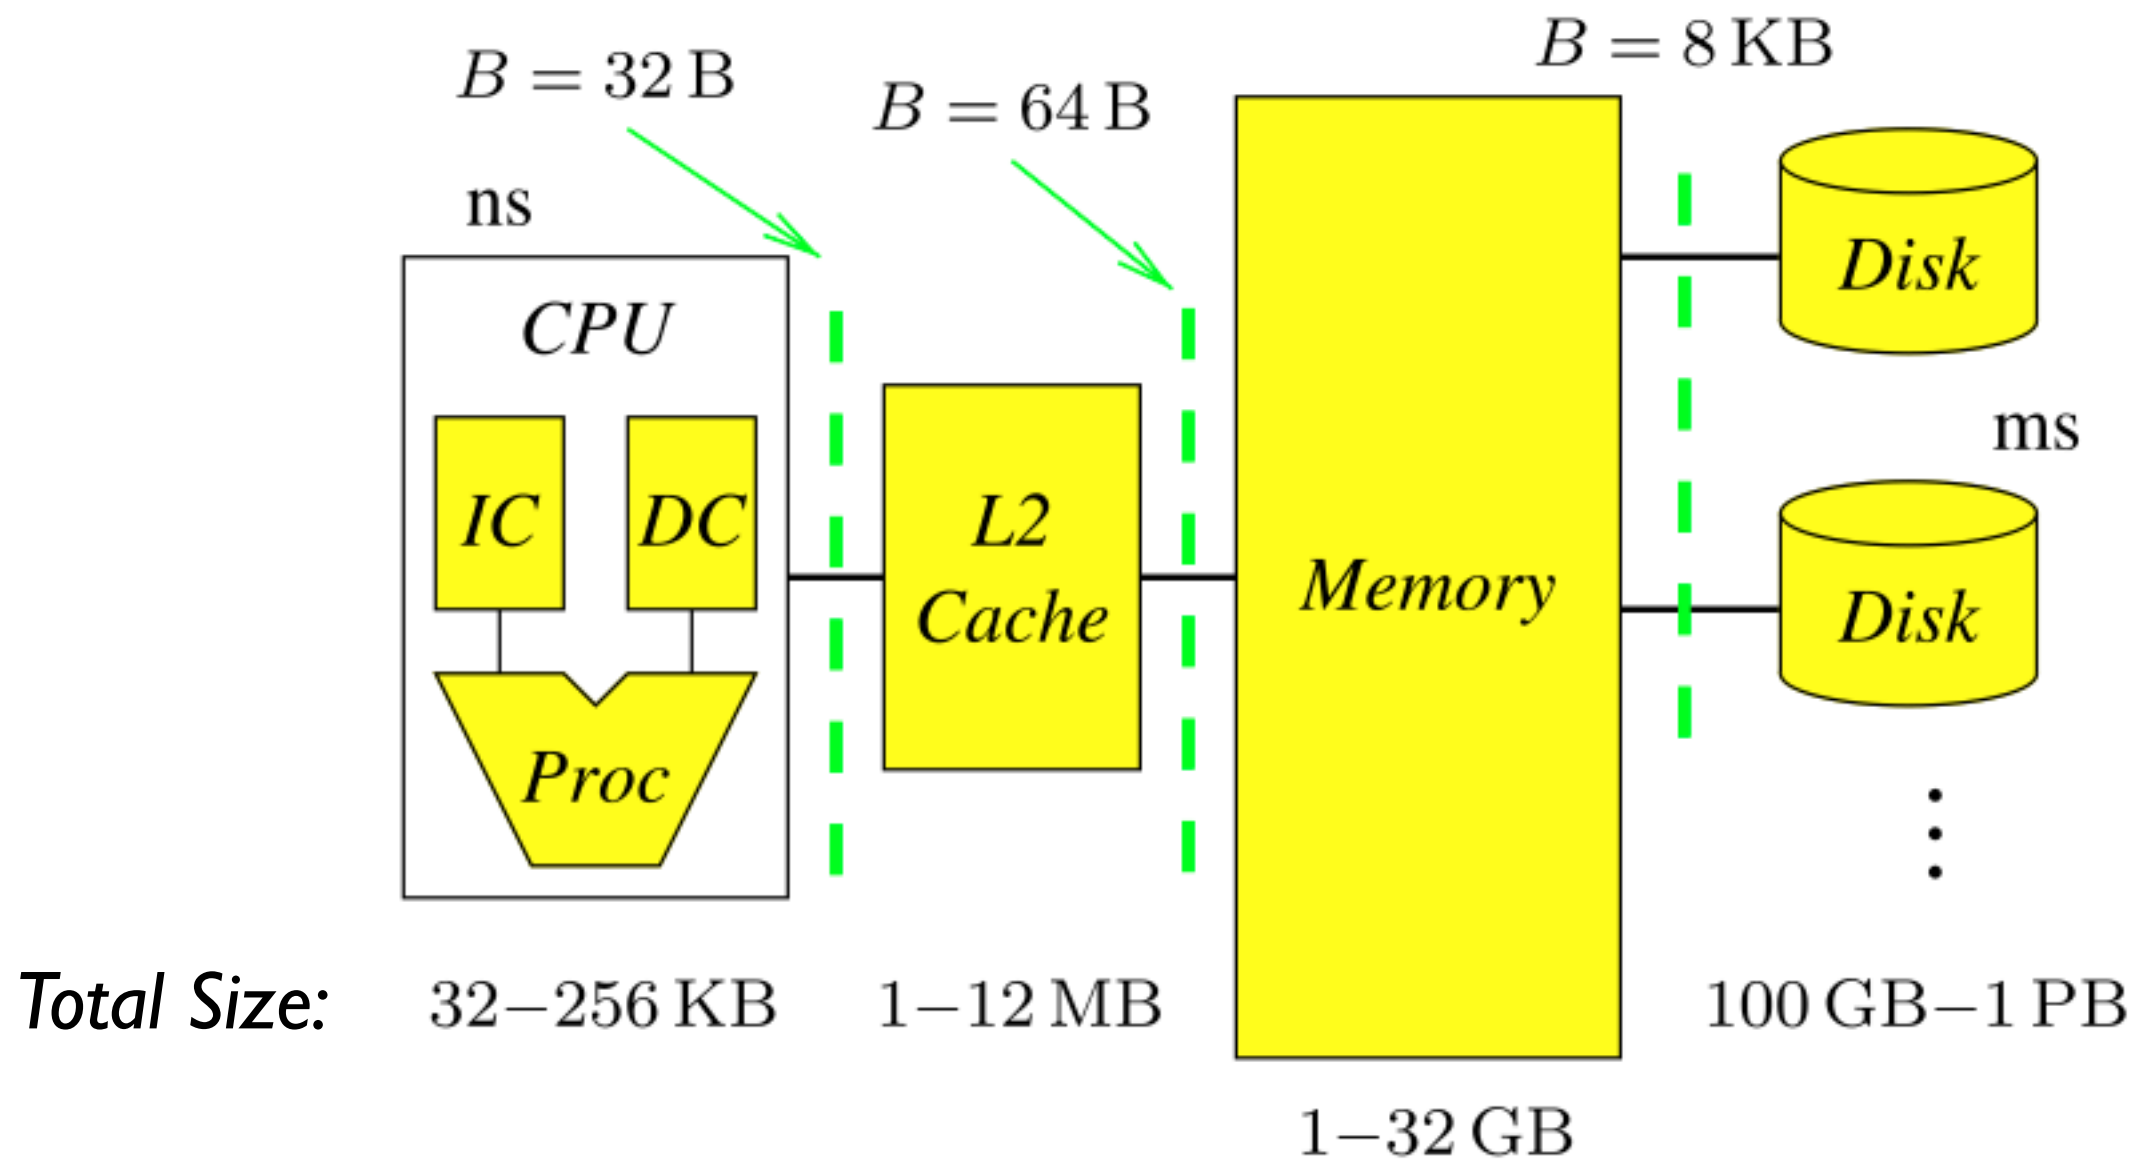 B = 8 KB
B = 32 B
B = 64 B
ns
CPU
IC
DC
Proc
L2
Cache
Memory
Disk
ms
Disk
Total Size:
32–256 KB
1–12 MB
100 GB–1 PB
1–32 GB